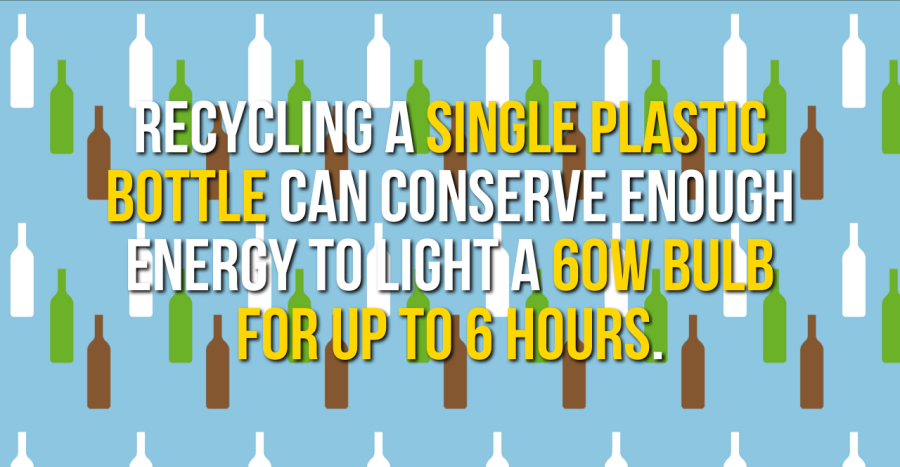 RECYCLING A SINGLE PLASTIC
BOTTLE CAN CONSERVE ENOUGH
ENERGY TO LIGHT A 60W BULB
FOR UP TO 6 HOURS.